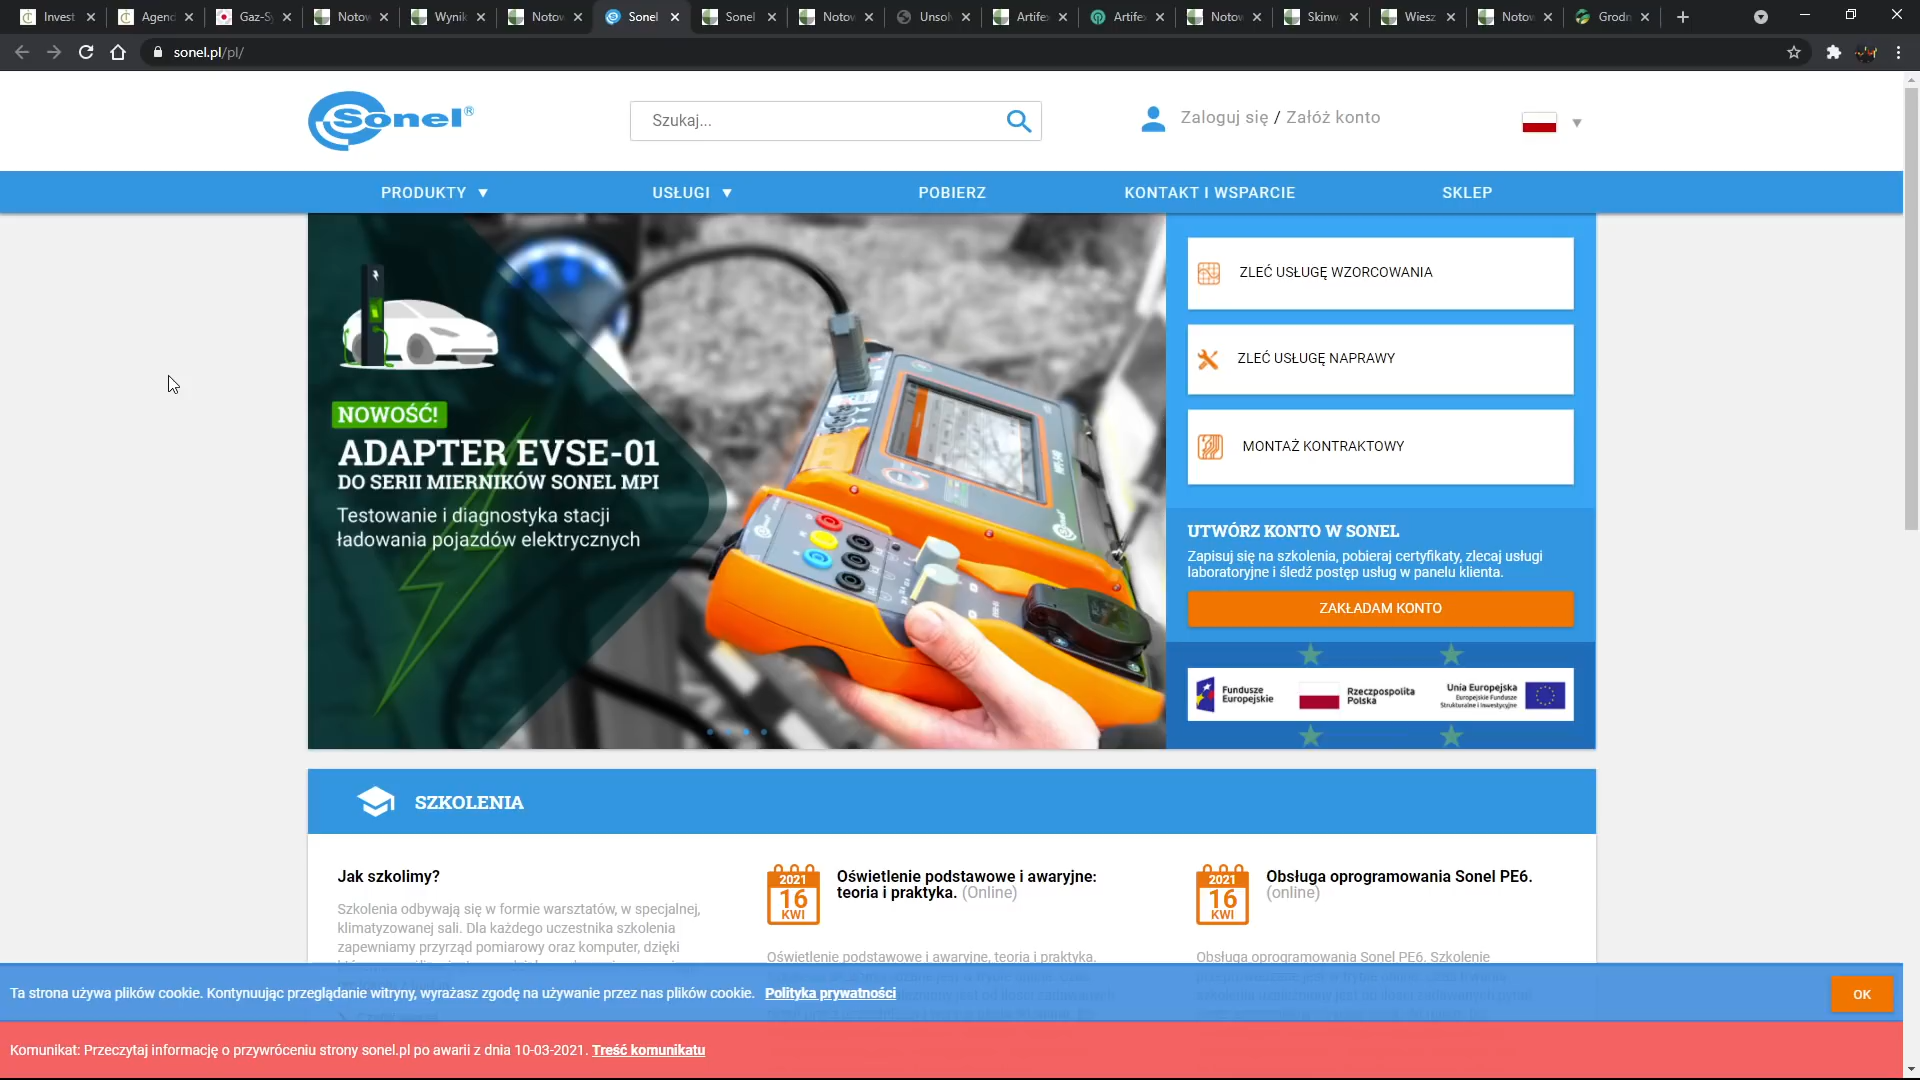 Invest
Agend
Gaz-Sy
Notow
Wynik
Notow
Sonel
Sonel
Notow
Unsol
Artifex
Artifex
Notow
Skinw
Wiesz
Notow
Grodn
sonel.pl/pl/
Sonel®
Szukaj...
Zaloguj się / Załóż konto
PRODUKTY ▼
USŁUGI ▼
POBIERZ
KONTAKT I WSPARCIE
SKLEP
NOWOŚĆ!
ADAPTER EVSE-01
DO SERII MIERNIKÓW SONEL MPI
Testowanie i diagnostyka stacji
ładowania pojazdów elektrycznych
ZLEĆ USŁUGĘ WZORCOWANIA
ZLEĆ USŁUGĘ NAPRAWY
MONTAŻ KONTRAKTOWY
UTWÓRZ KONTO W SONEL
Zapisuj się na szkolenia, pobieraj certyfikaty, zlecaj usługi
laboratoryjne i śledź postęp usług w panelu klienta.
ZAKŁADAM KONTO
Fundusze
Europejskie
Rzeczpospolita
Polska
Unia Europejska
Europejskie Fundusze
Strukturalne i Inwestycyjne
SZKOLENIA
Jak szkolimy?
Szkolenia odbywają się w formie warsztatów, w specjalnej,
klimatyzowanej sali. Dla każdego uczestnika szkolenia
zapewniamy przyrząd pomiarowy oraz komputer, dzięki
2021
16
KWI
Oświetlenie podstawowe i awaryjne:
teoria i praktyka. (Online)
Oświetlenie podstawowe i awaryjne, teoria i praktyka.
2021
16
KWI
Obsługa oprogramowania Sonel PE6.
(online)
Obsługa oprogramowania Sonel PE6. Szkolenie
Ta strona używa plików cookie. Kontynuując przeglądanie witryny, wyrażasz zgodę na używanie przez nas plików cookie. Polityka prywatności
OK
Komunikat: Przeczytaj informację o przywróceniu strony sonel.pl po awarii z dnia 10-03-2021. Treść komunikatu